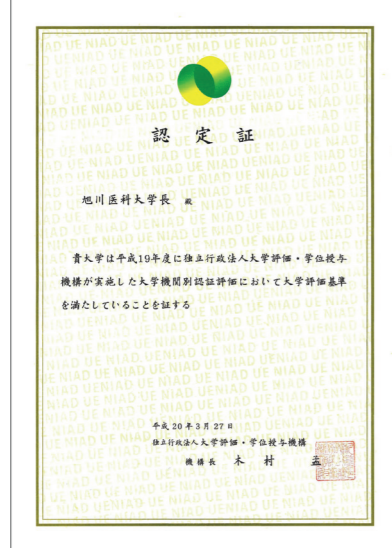 認定証
旭川医科大学長 殿
貴大学は平成19年度に独立行政法人大学評価・学位授与
機構が実施した大学機関別認証評価において大学評価基準
を満たしていることを証する
平成20年3月27日
独立行政法人大学評価・学位授与機構
機構長 木村 孟